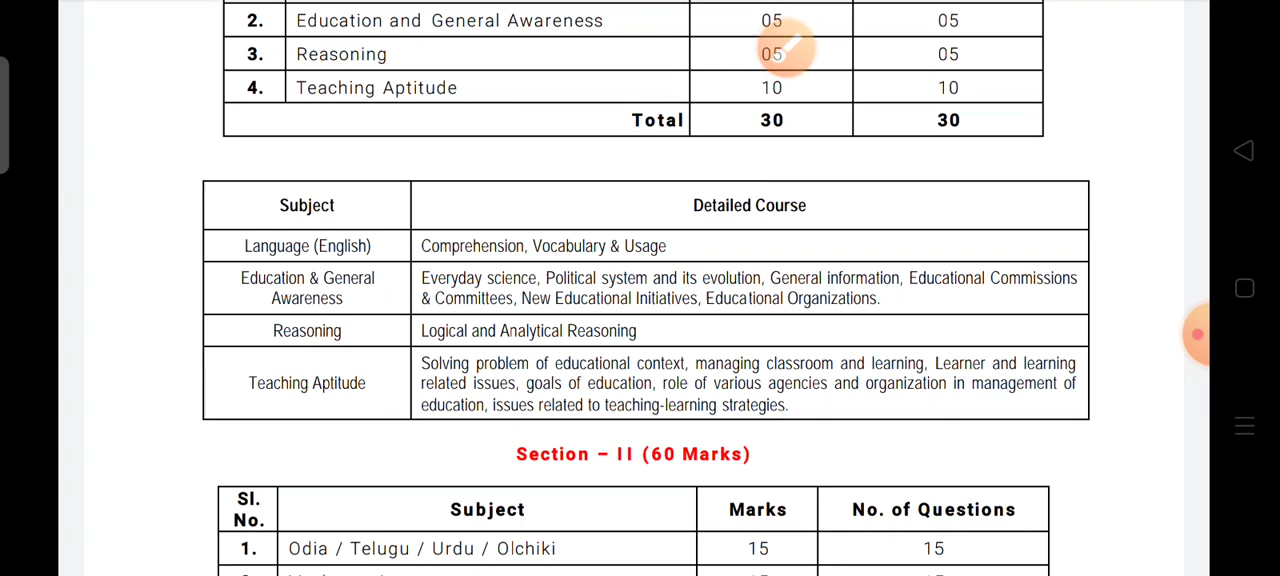 2. Education and General Awareness 05 05
3. Reasoning 05 05
4. Teaching Aptitude 10 10
Total 30 30
Subject Detailed Course
Language (English) Comprehension, Vocabulary & Usage
Education & General Awareness Everyday science, Political system and its evolution, General information, Educational Commissions
& Committees, New Educational Initiatives, Educational Organizations.
Reasoning Logical and Analytical Reasoning
Teaching Aptitude Solving problem of educational context, managing classroom and learning, Learner and learning
related issues, goals of education, role of various agencies and organization in management of
education, issues related to teaching-learning strategies.
Section – II (60 Marks)
Sl. No. Subject Marks No. of Questions
1. Odia / Telugu / Urdu / Olchiki 15 15